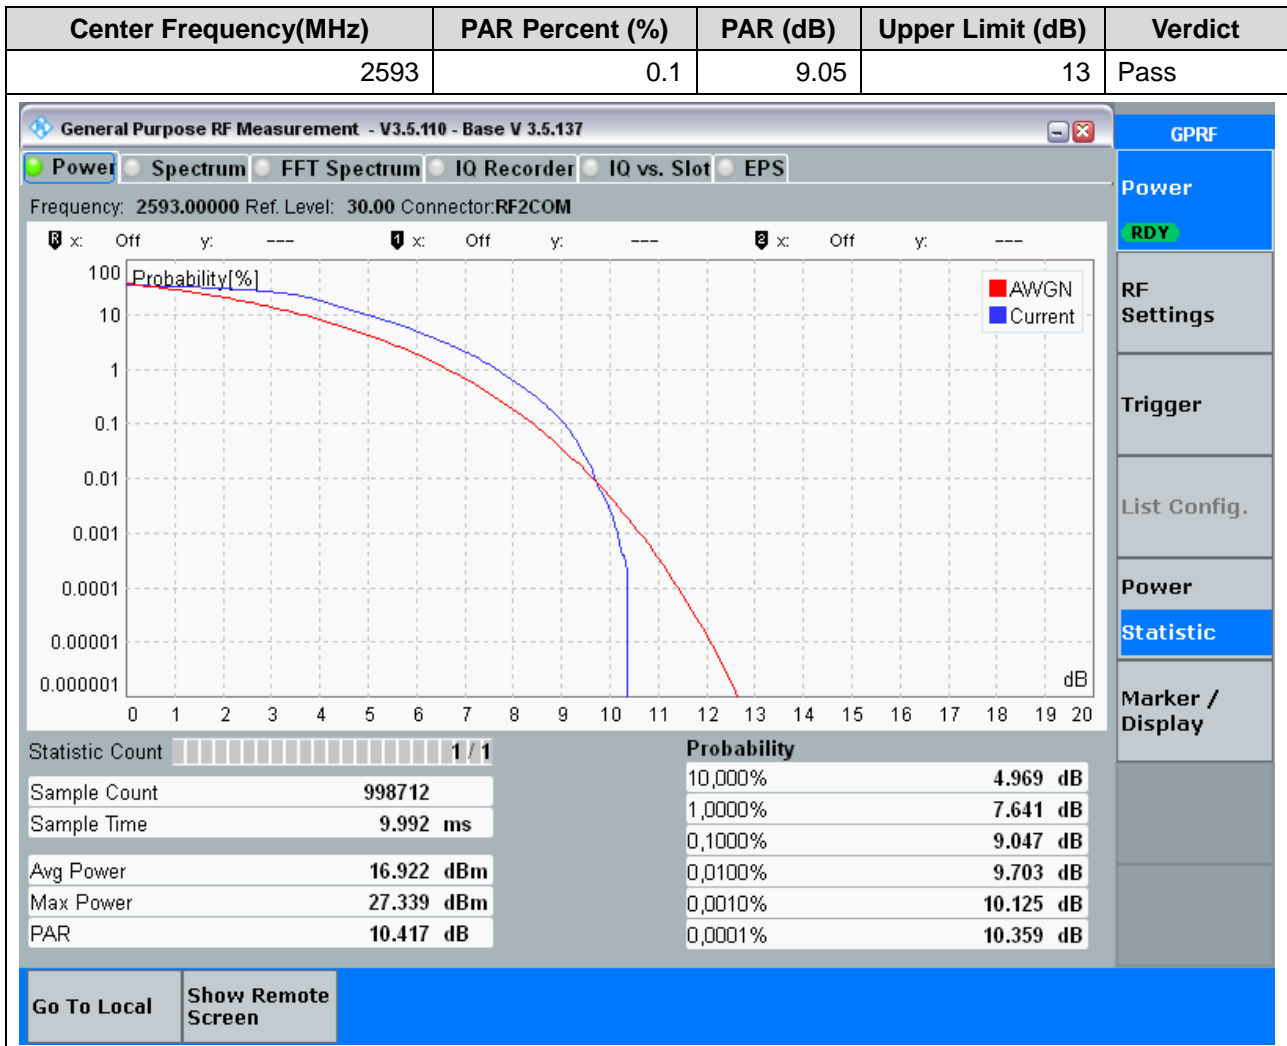 Center Frequency(MHz) PAR Percent (%) PAR (dB) Upper Limit (dB) Verdict
2593 0.1 9.05 13 Pass
General Purpose RF Measurement - V3.5.110 - Base V 3.5.137
GPRF
Power Spectrum FFT Spectrum IQ Recorder IQ vs. Slot EPS
Power
RDY
Frequency: 2593.00000 Ref. Level: 30.00 Connector:RF2COM
R x: Off y: --- 1 x: Off y: --- 2 x: Off y: ---
Probability[%]
AWGN
Current
100
10
1
0.1
0.01
0.001
0.0001
0.00001
0.000001
dB
0 1 2 3 4 5 6 7 8 9 10 11 12 13 14 15 16 17 18 19 20
RF
Settings
Trigger
List Config.
Power
Statistic
Marker /
Display
Statistic Count 1 / 1
Sample Count 998712
Sample Time 9.992 ms
Avg Power 16.922 dBm
Max Power 27.339 dBm
PAR 10.417 dB
Probability
10,000% 4.969 dB
1,0000% 7.641 dB
0,1000% 9.047 dB
0,0100% 9.703 dB
0,0010% 10.125 dB
0,0001% 10.359 dB
Go To Local
Show Remote
Screen